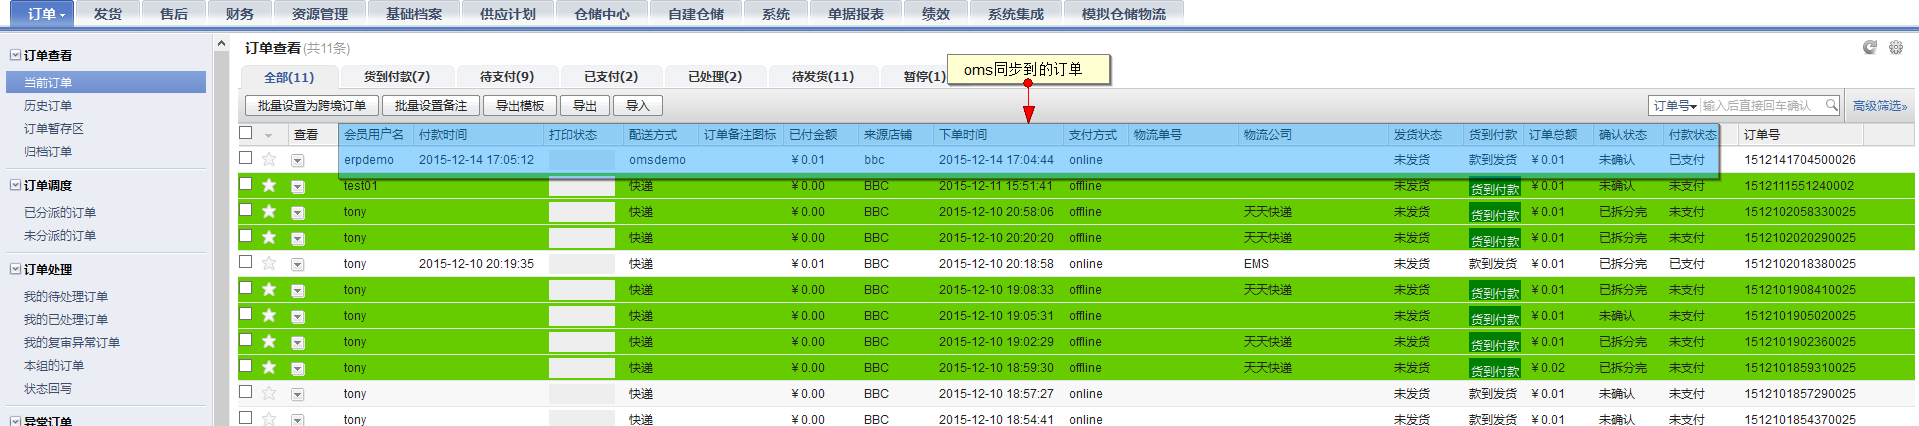 订单 发货 售后 财务 资源管理 基础档案 供应计划 仓储中心 自建仓储 系统 单据报表 绩效 系统集成 模拟仓储物流
订单查看
当前订单
历史订单
订单暂存区
归档订单
订单调度
已分派的订单
未分派的订单
订单处理
我的待处理订单
我的已处理订单
我的复审异常订单
本组的订单
状态回写
异常订单
订单查看(共11条)
oms同步到的订单
全部(11) 货到付款(7) 待支付(9) 已支付(2) 已处理(2) 待发货(11) 暂停(1)
批量设置为跨境订单 批量设置备注 导出模板 导出 导入 订单号 输入后直接回车确认 高级筛选»
查看 会员用户名 付款时间 打印状态 配送方式 订单备注图标 已付金额 来源店铺 下单时间 支付方式 物流单号 物流公司 发货状态 货到付款 订单总额 确认状态 付款状态 订单号
erpdemo 2015-12-14 17:05:12 omsdemo ￥0.01 bbc 2015-12-14 17:04:44 online 未发货 款到发货 ￥0.01 未确认 已支付 1512141704500026
test01 快递 ￥0.00 BBC 2015-12-11 15:51:41 offline 未发货 货到付款 ￥0.01 未确认 未支付 1512111551240002
tony 快递 ￥0.00 BBC 2015-12-10 20:58:06 offline 天天快递 未发货 货到付款 ￥0.01 已拆分完 未支付 1512102058330025
tony 快递 ￥0.00 BBC 2015-12-10 20:20:20 offline 天天快递 未发货 货到付款 ￥0.01 已拆分完 未支付 1512102020290025
tony 2015-12-10 20:19:35 快递 ￥0.01 BBC 2015-12-10 20:18:58 online EMS 未发货 款到发货 ￥0.01 已拆分完 已支付 1512102018380025
tony 快递 ￥0.00 BBC 2015-12-10 19:08:33 offline 天天快递 未发货 货到付款 ￥0.01 已拆分完 未支付 1512101908410025
tony 快递 ￥0.00 BBC 2015-12-10 19:05:31 offline 未发货 货到付款 ￥0.01 未确认 未支付 1512101905020025
tony 快递 ￥0.00 BBC 2015-12-10 19:02:29 offline 天天快递 未发货 货到付款 ￥0.01 已拆分完 未支付 1512101902360025
tony 快递 ￥0.00 BBC 2015-12-10 18:59:30 offline 天天快递 未发货 货到付款 ￥0.02 已拆分完 未支付 1512101859310025
tony 快递 ￥0.00 BBC 2015-12-10 18:57:27 online 未发货 款到发货 ￥0.01 未确认 未支付 1512101857290025
tony 快递 ￥0.00 BBC 2015-12-10 18:54:41 online 未发货 款到发货 ￥0.01 未确认 未支付 1512101854370025